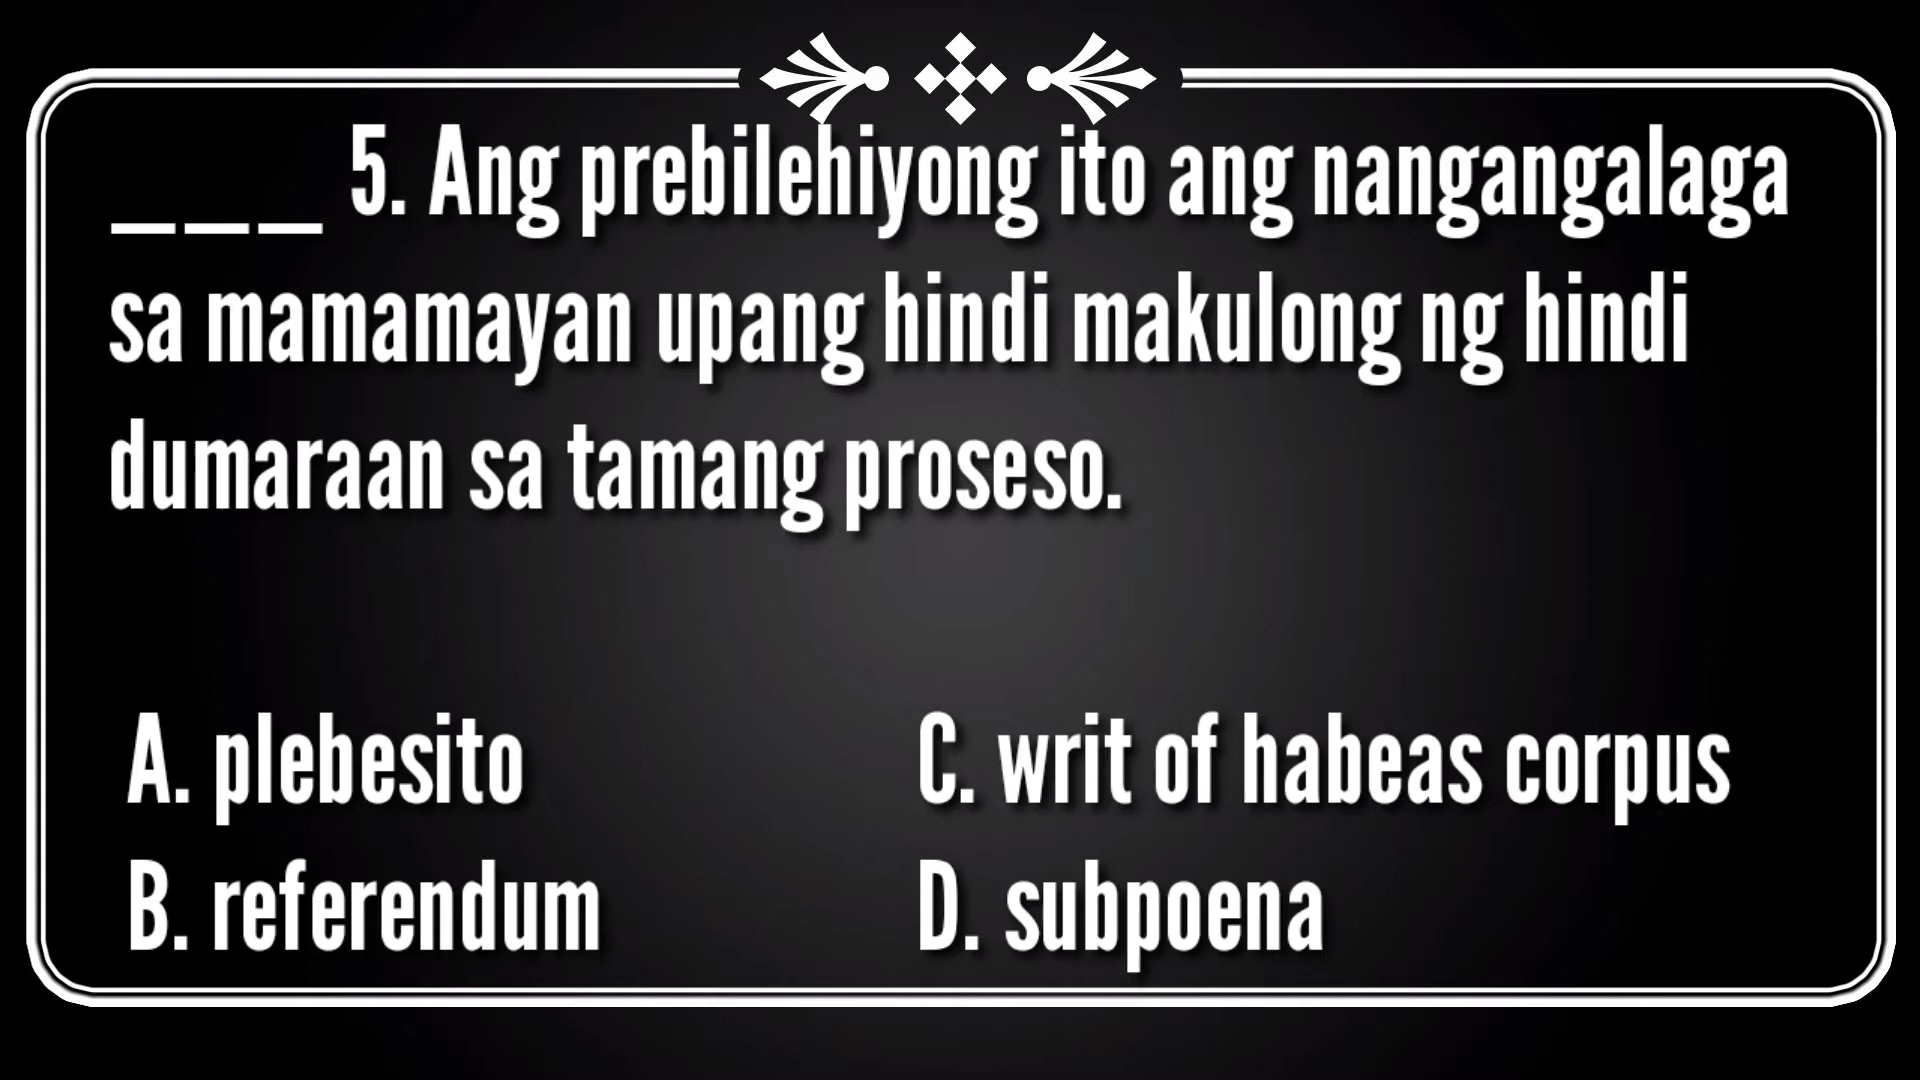 ___ 5. Ang prebilehiyong ito ang nangangalaga
sa mamamayan upang hindi makulong ng hindi
dumaraan sa tamang proseso.
A. plebesito
B. referendum
C. writ of habeas corpus
D. subpoena